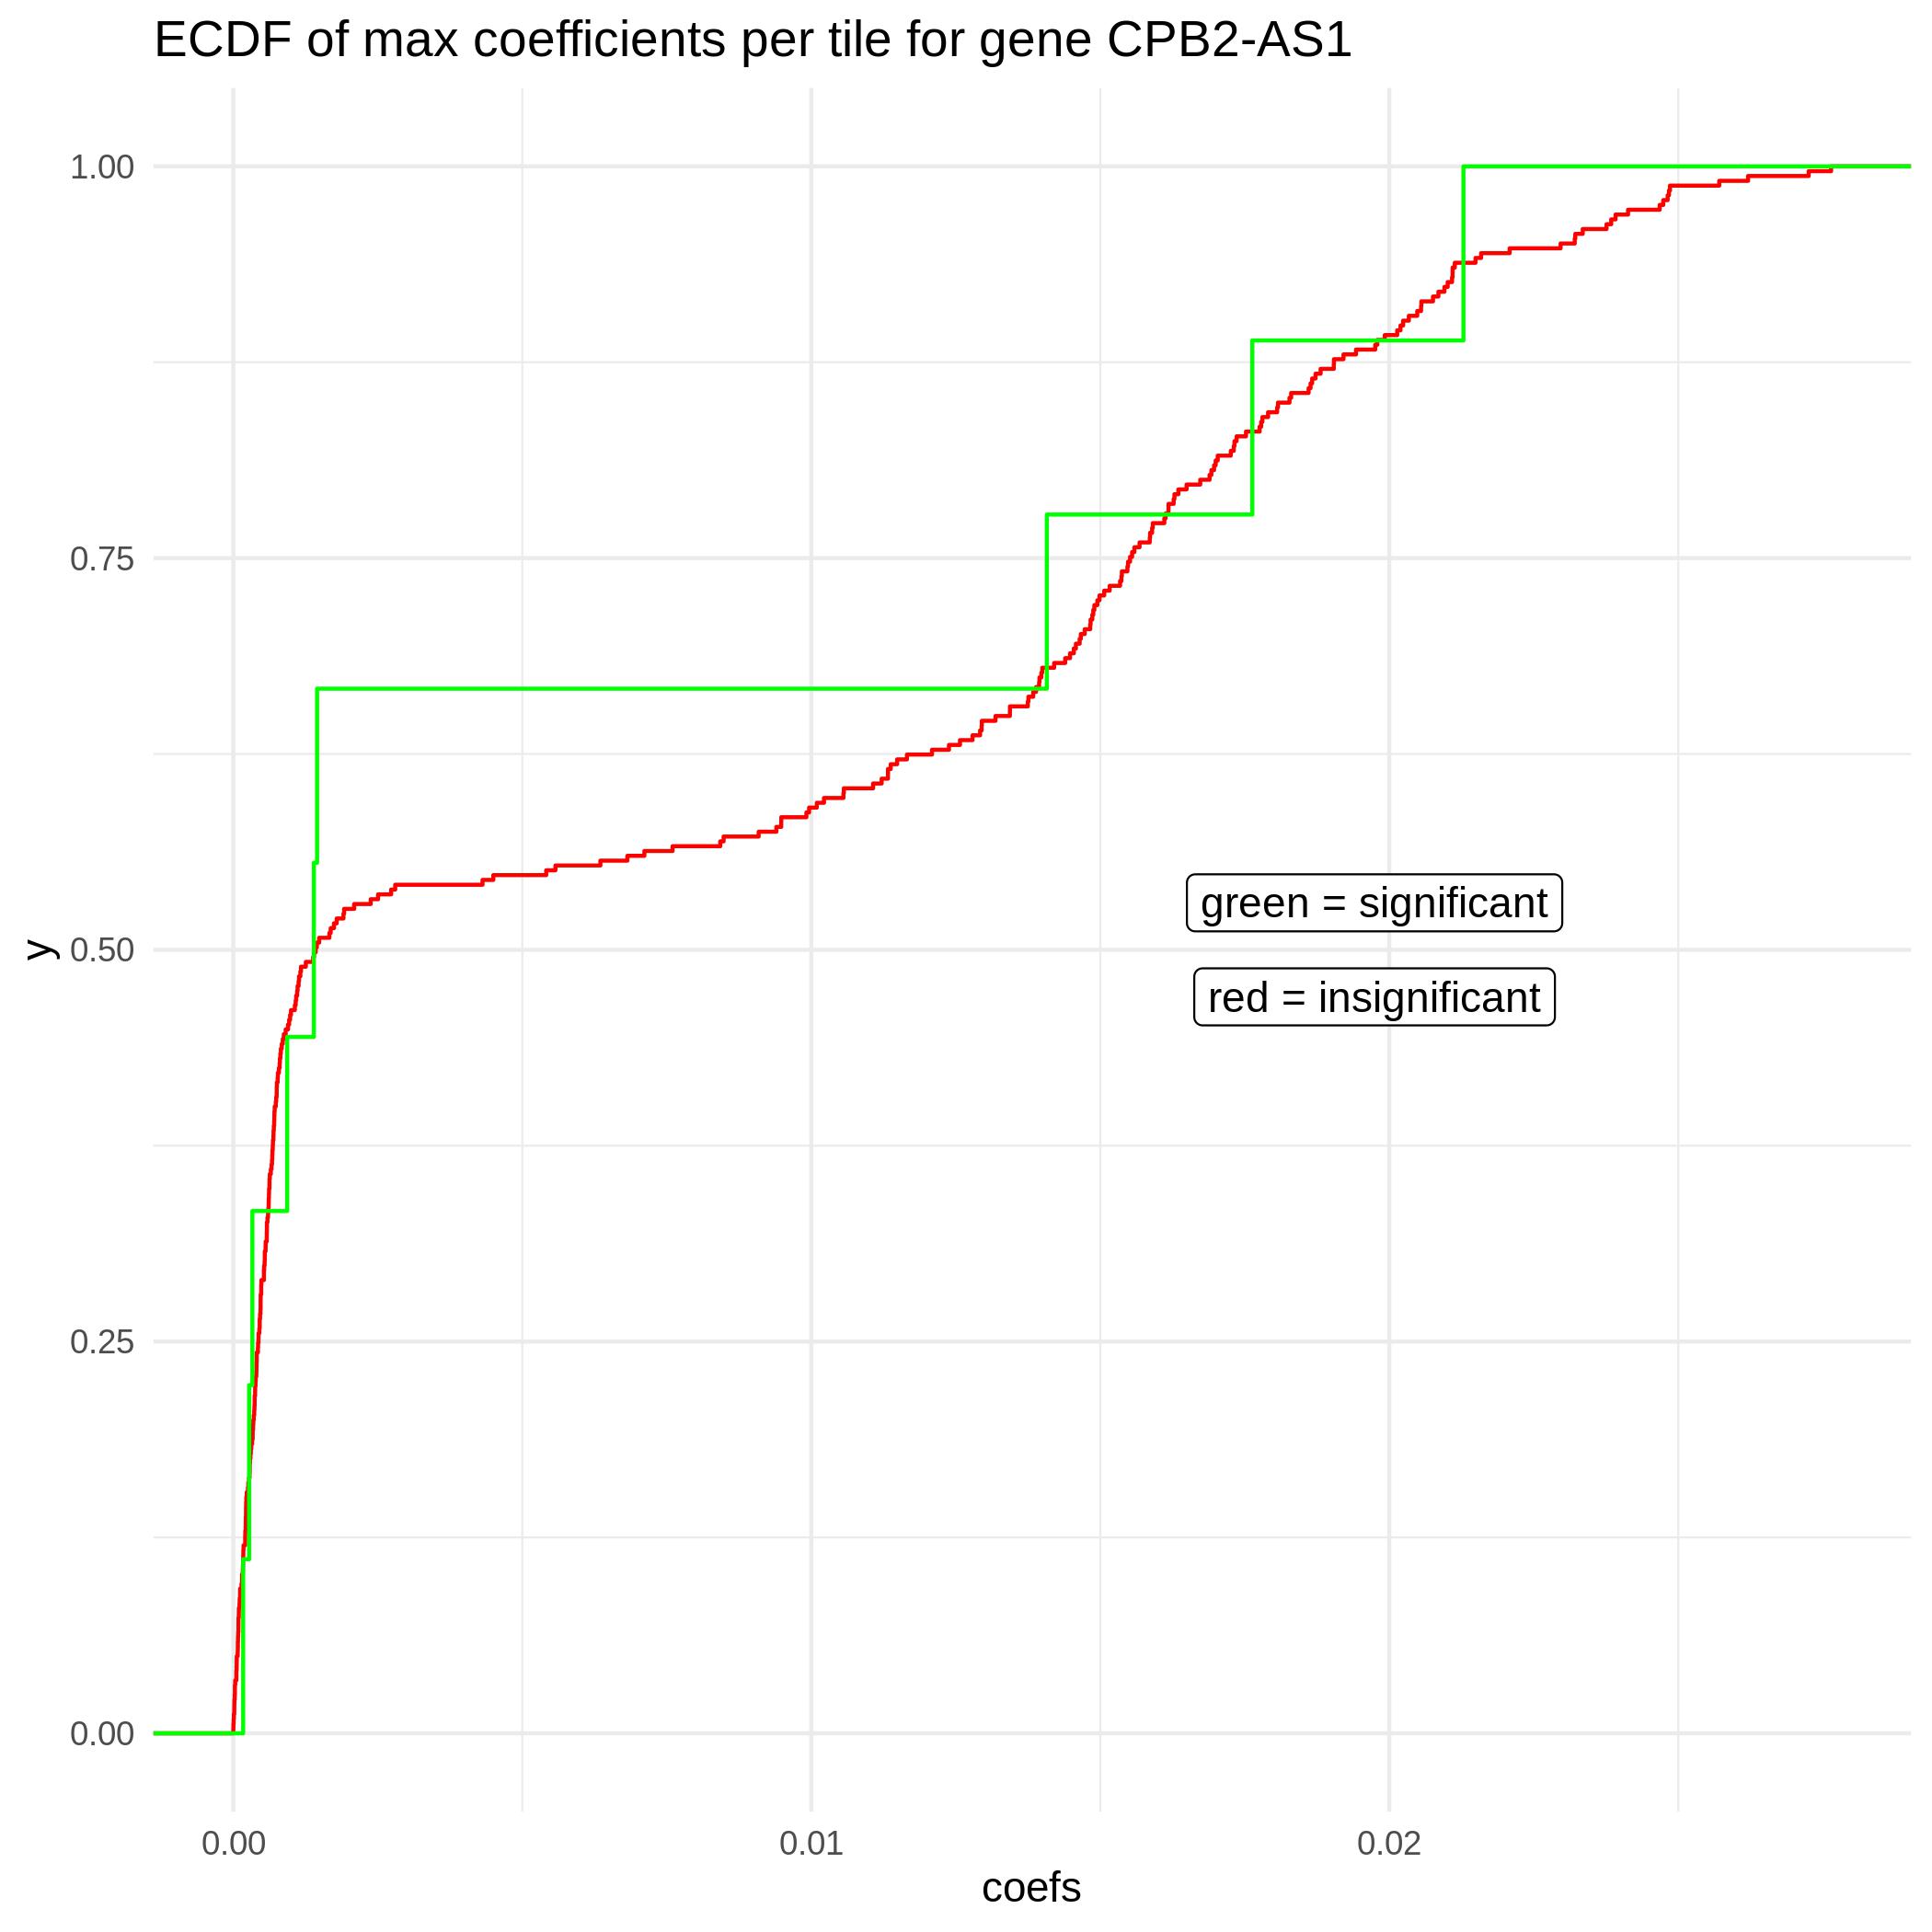 ECDF of max coefficients per tile for gene CPB2-AS1
1.00
0.75
y
0.50
0.25
0.00
green = significant
red = insignificant
0.00
0.01
0.02
coefs